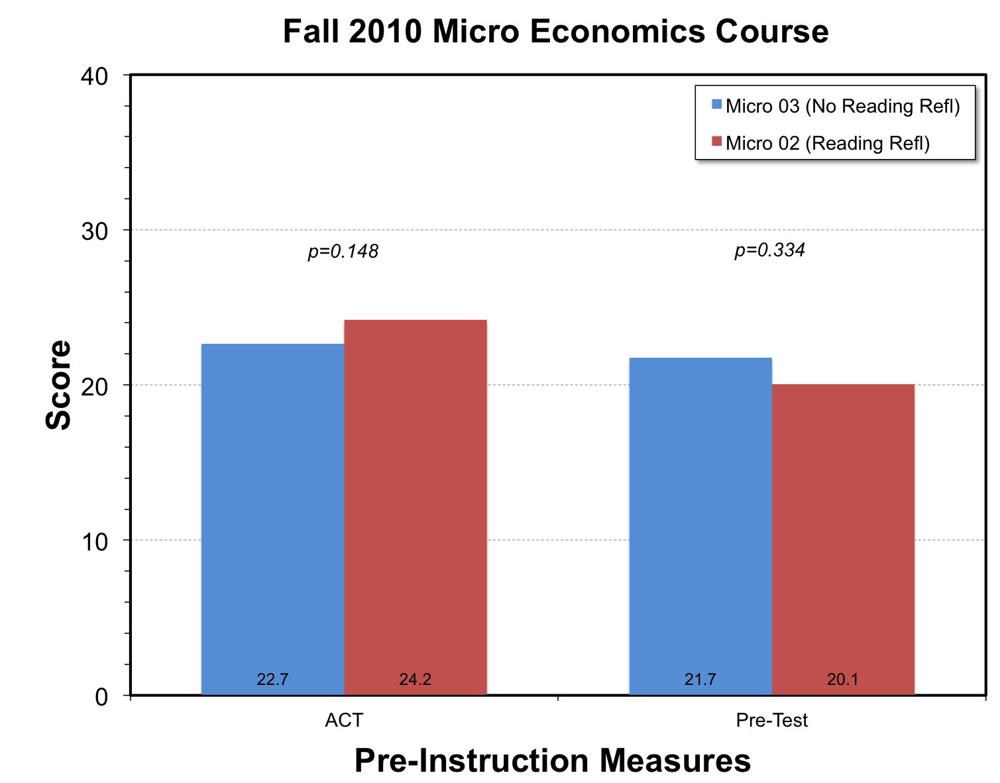 Fall 2010 Micro Economics Course
40
Micro 03 (No Reading Refl)
Micro 02 (Reading Refl)
30
p=0.148
p=0.334
Score
20
10
22.7
24.2
21.7
20.1
0
ACT
Pre-Test
Pre-Instruction Measures